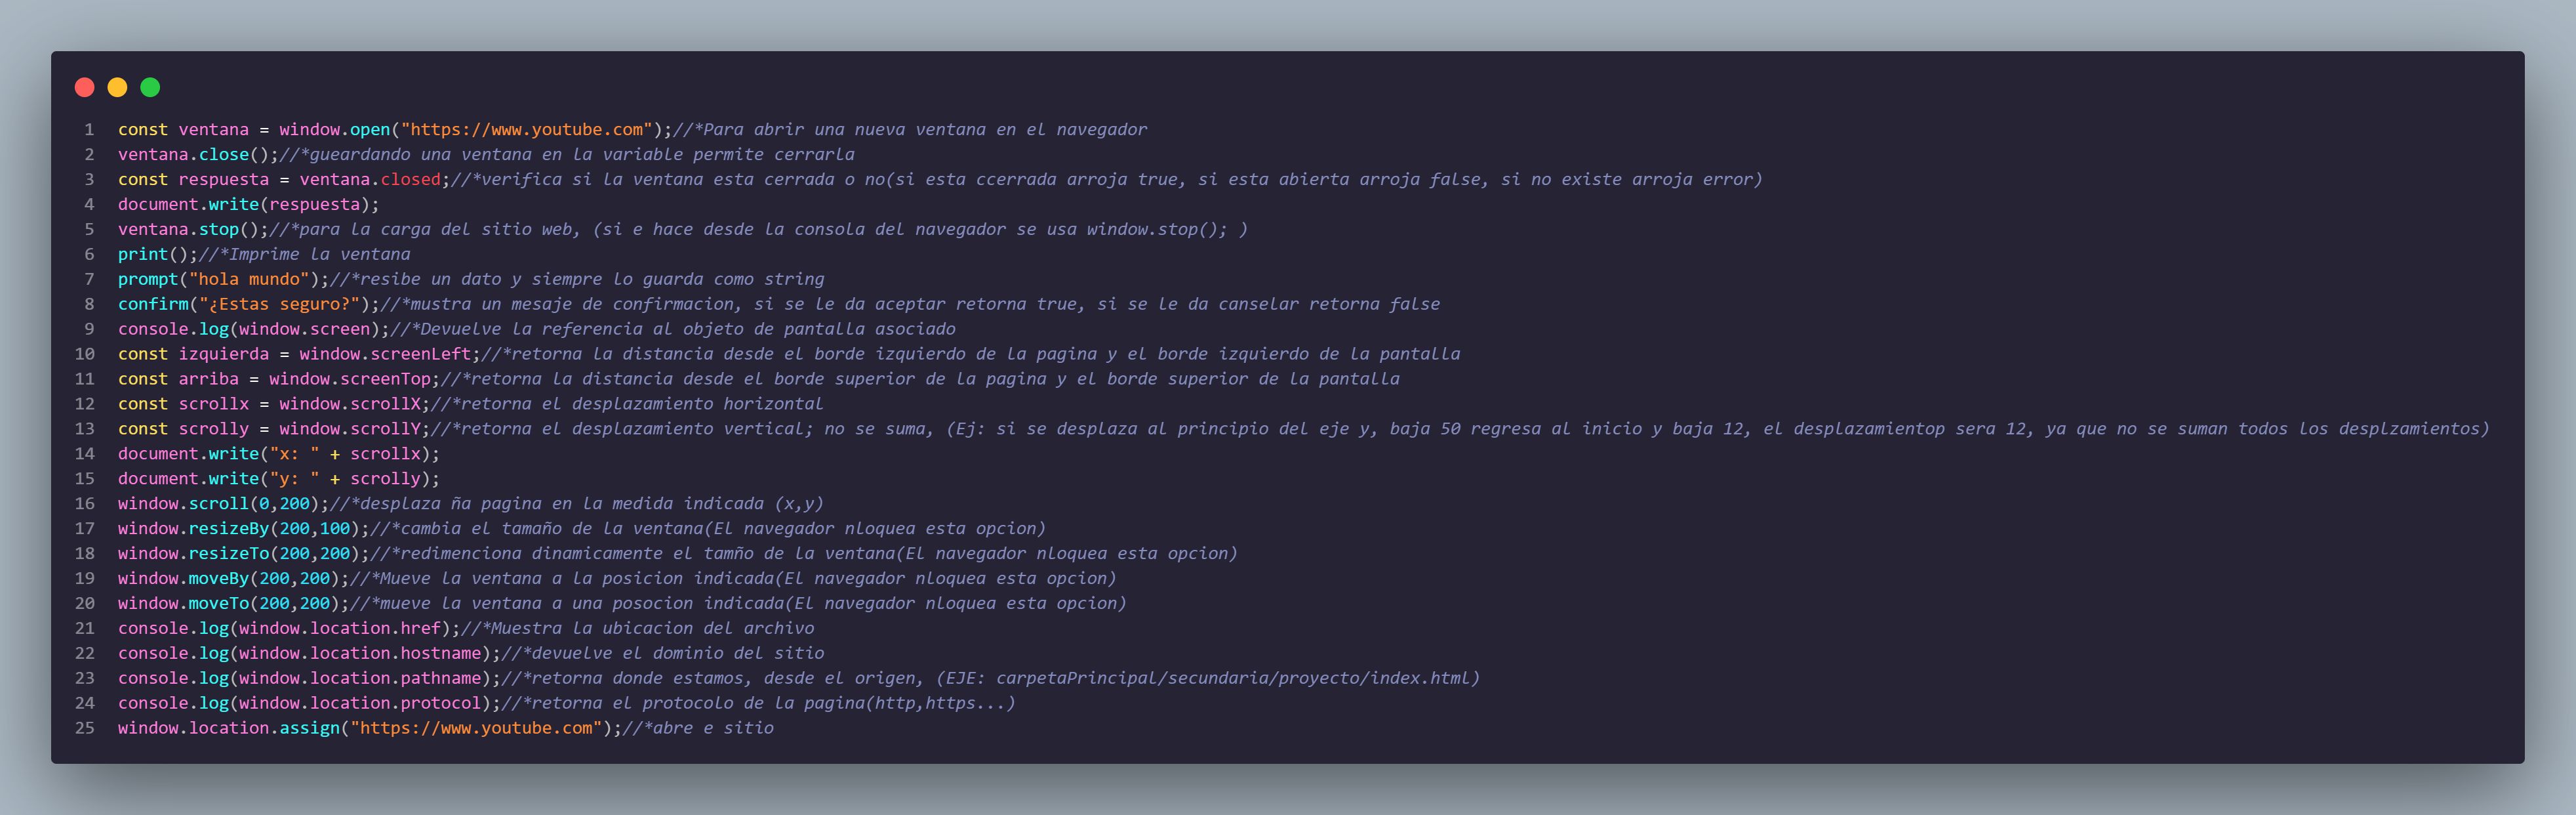 1 const ventana = window.open("https://www.youtube.com");//*Para abrir una nueva ventana en el navegador
2 ventana.close();//*gueardando una ventana en la variable permite cerrarla
3 const respuesta = ventana.closed;//*verifica si la ventana esta cerrada o no(si esta ccerrada arroja true, si esta abierta arroja false, si no existe arroja error)
4 document.write(respuesta);
5 ventana.stop();//*para la carga del sitio web, (si e hace desde la consola del navegador se usa window.stop(); )
6 print();//*Imprime la ventana
7 prompt("hola mundo");//*resibe un dato y siempre lo guarda como string
8 confirm("¿Estas seguro?");//*mustra un mesaje de confirmacion, si se le da aceptar retorna true, si se le da canselar retorna false
9 console.log(window.screen);//*Devuelve la referencia al objeto de pantalla asociado
10 const izquierda = window.screenLeft;//*retorna la distancia desde el borde izquierdo de la pagina y el borde izquierdo de la pantalla
11 const arriba = window.screenTop;//*retorna la distancia desde el borde superior de la pagina y el borde superior de la pantalla
12 const scrollx = window.scrollX;//*retorna el desplazamiento horizontal
13 const scrolly = window.scrollY;//*retorna el desplazamiento vertical; no se suma, (Ej: si se desplaza al principio del eje y, baja 50 regresa al inicio y baja 12, el desplazamientop sera 12, ya que no se suman todos los desplzamientos)
14 document.write("x: " + scrollx);
15 document.write("y: " + scrolly);
16 window.scroll(0,200);//*desplaza ña pagina en la medida indicada (x,y)
17 window.resizeBy(200,100);//*cambia el tamaño de la ventana(El navegador nloquea esta opcion)
18 window.resizeTo(200,200);//*redimenciona dinamicamente el tamño de la ventana(El navegador nloquea esta opcion)
19 window.moveBy(200,200);//*Mueve la ventana a la posicion indicada(El navegador nloquea esta opcion)
20 window.moveTo(200,200);//*mueve la ventana a una posocion indicada(El navegador nloquea esta opcion)
21 console.log(window.location.href);//*Muestra la ubicacion del archivo
22 console.log(window.location.hostname);//*devuelve el dominio del sitio
23 console.log(window.location.pathname);//*retorna donde estamos, desde el origen, (EJE: carpetaPrincipal/secundaria/proyecto/index.html)
24 console.log(window.location.protocol);//*retorna el protocolo de la pagina(http,https...)
25 window.location.assign("https://www.youtube.com");//*abre e sitio